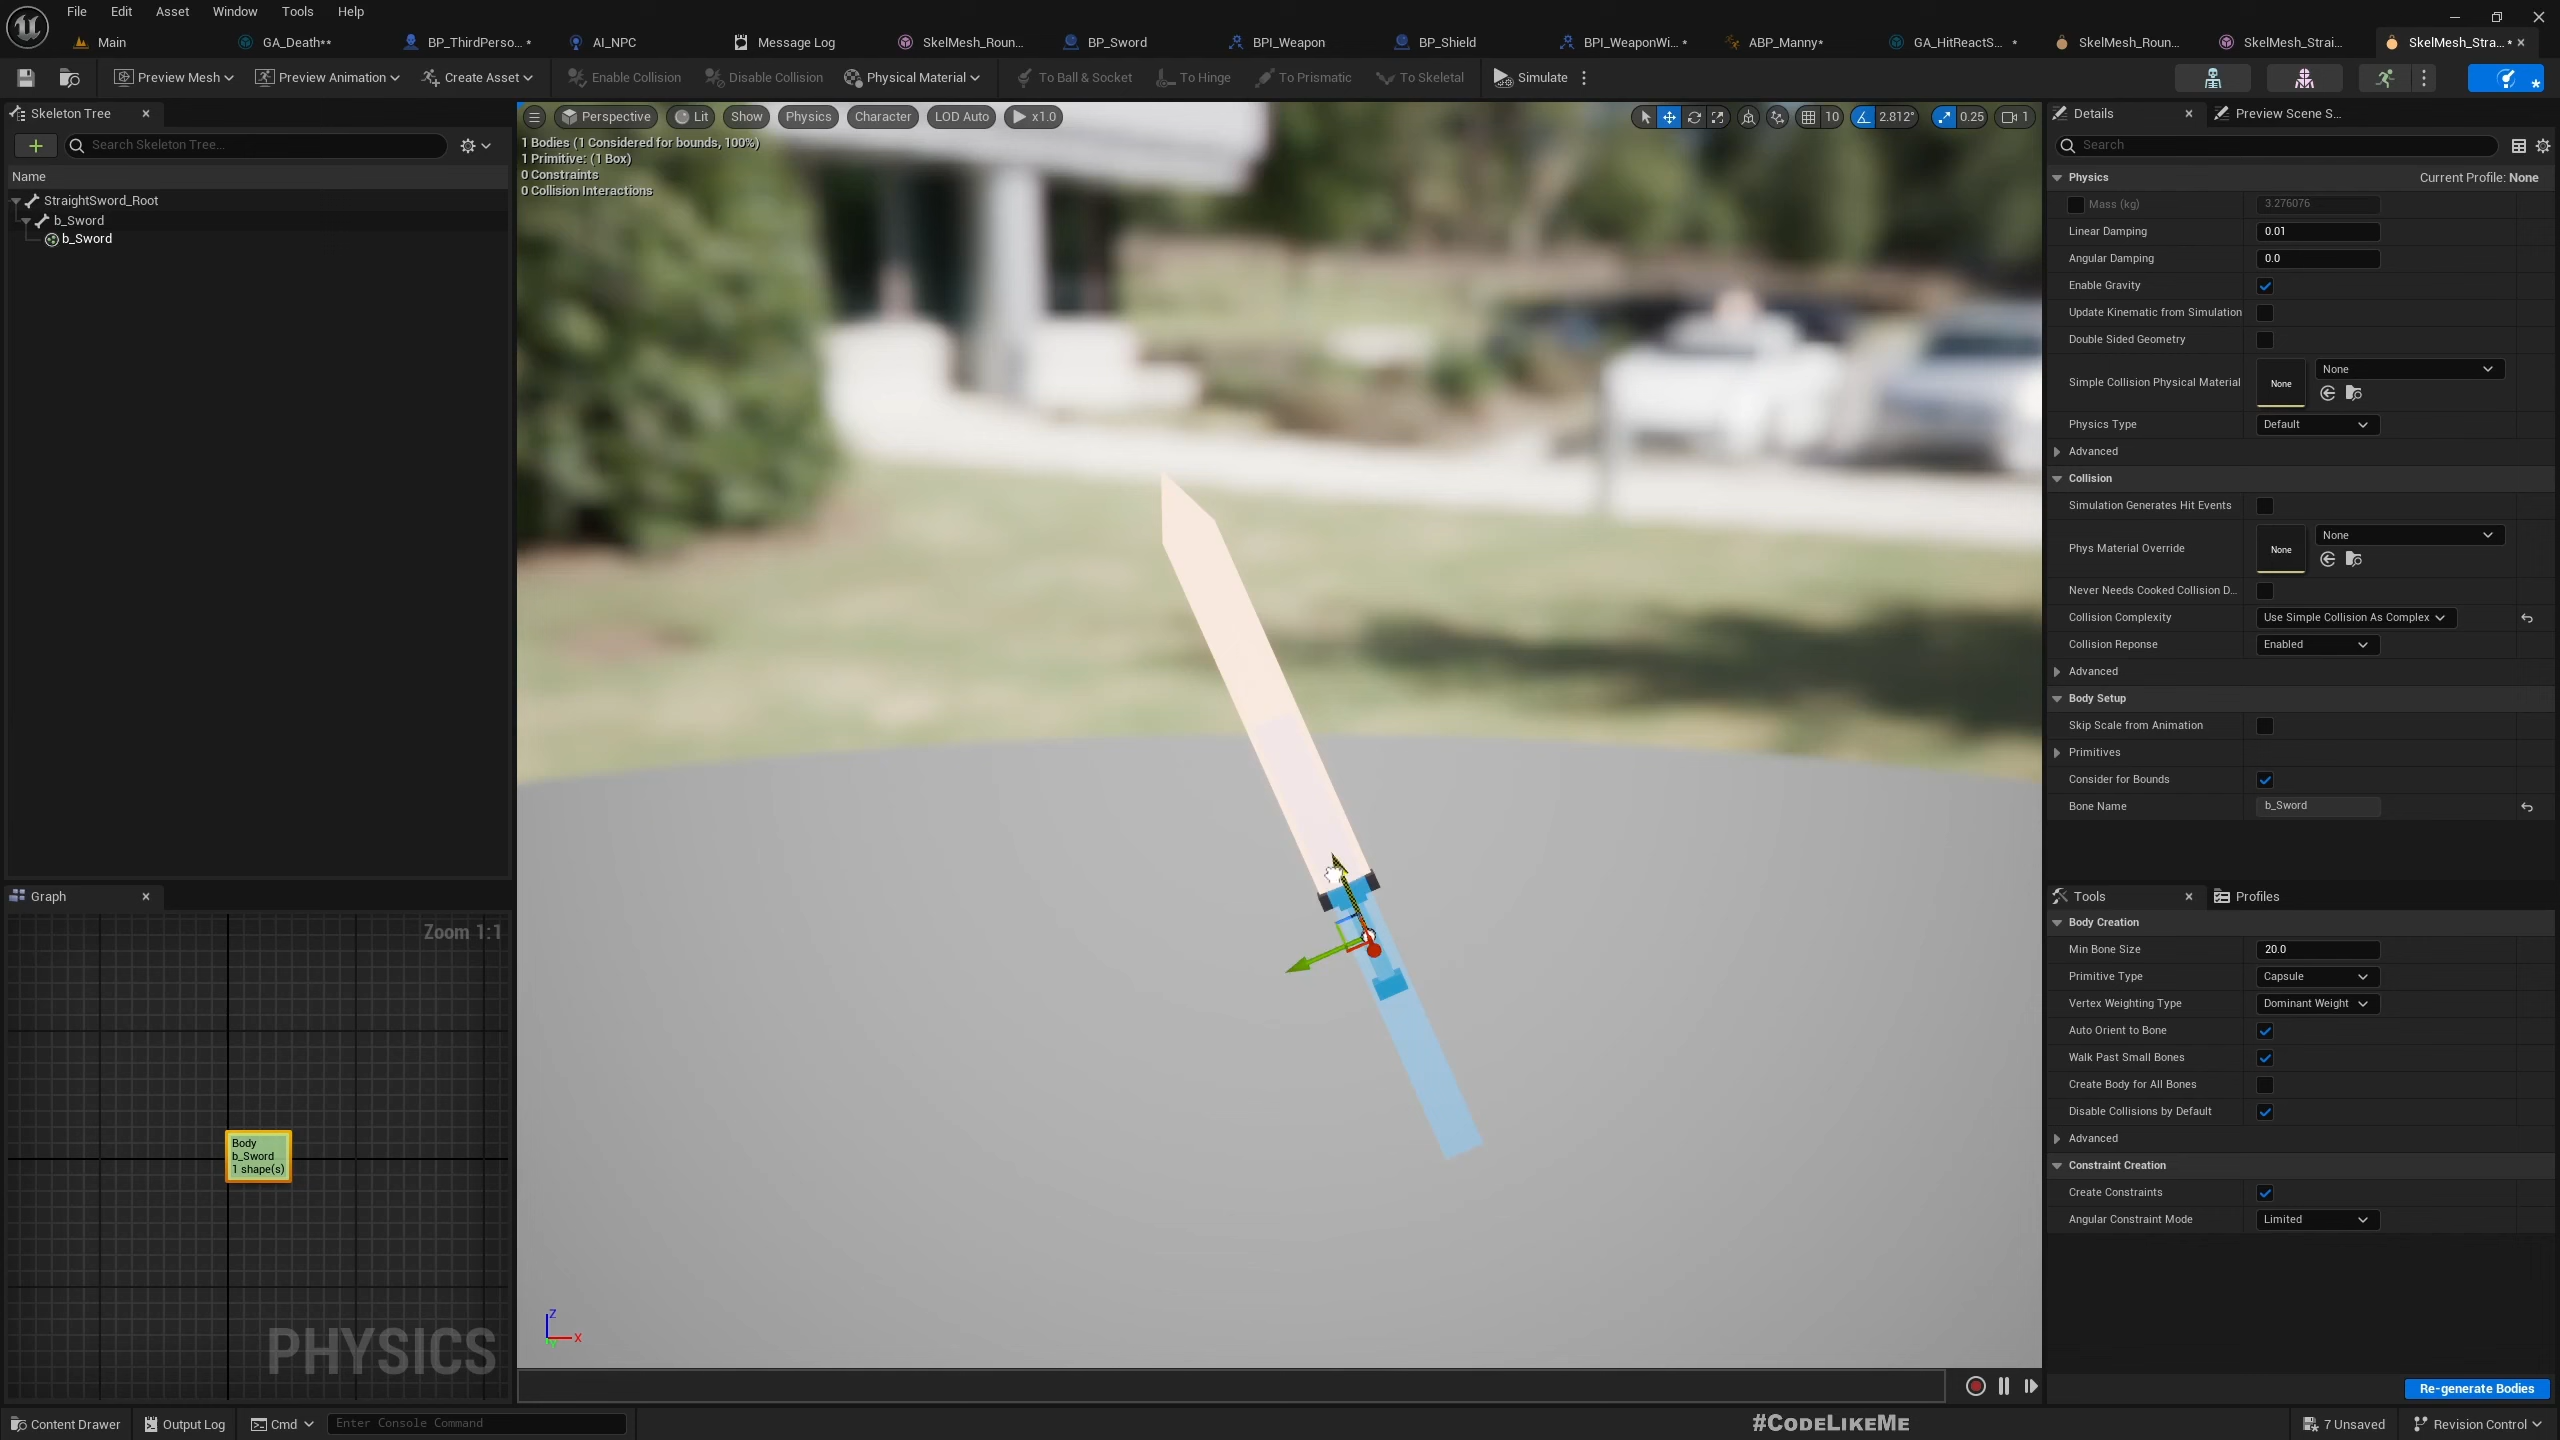 File Edit Asset Window Tools Help
Main GA_Death** BP_ThirdPerso... * AI_NPC Message Log SkelMesh_Roun... BP_Sword BPI_Weapon BP_Shield BPI_WeaponWi... * ABP_Manny* GA_HitReactS... * SkelMesh_Roun... SkelMesh_Strai... SkelMesh_Stra... *
Preview Mesh Preview Animation Create Asset Enable Collision Disable Collision Physical Material To Ball & Socket To Hinge To Prismatic To Skeletal Simulate
Skeleton Tree
Search Skeleton Tree...
Name
StraightSword_Root
b_Sword
b_Sword
Graph
Zoom 1:1
Body
b_Sword
1 shape(s)
PHYSICS
Perspective Lit Show Physics Character LOD Auto x1.0 10 2.812° 0.25 1
1 Bodies (1 Considered for bounds, 100%)
1 Primitive: (1 Box)
0 Constraints
0 Collision Interactions
Z
X
Details Preview Scene S...
Search
Physics Current Profile: None
Mass (kg) 3.276076
Linear Damping 0.01
Angular Damping 0.0
Enable Gravity
Update Kinematic from Simulation
Double Sided Geometry
Simple Collision Physical Material None None
Physics Type Default
Advanced
Collision
Simulation Generates Hit Events
Phys Material Override None None
Never Needs Cooked Collision D...
Collision Complexity Use Simple Collision As Complex
Collision Reponse Enabled
Advanced
Body Setup
Skip Scale from Animation
Primitives
Consider for Bounds
Bone Name b_Sword
Tools Profiles
Body Creation
Min Bone Size 20.0
Primitive Type Capsule
Vertex Weighting Type Dominant Weight
Auto Orient to Bone
Walk Past Small Bones
Create Body for All Bones
Disable Collisions by Default
Advanced
Constraint Creation
Create Constraints
Angular Constraint Mode Limited
Re-generate Bodies
Content Drawer Output Log Cmd Enter Console Command #CODELIKEME 7 Unsaved Revision Control